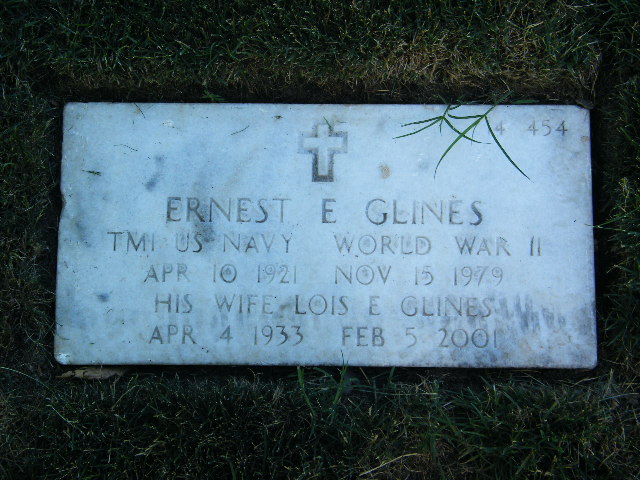 4 454
ERNEST E GLINES
TM1 US NAVY WORLD WAR II
APR 10 1921 NOV 15 1979
HIS WIFE LOIS E GLINES
APR 4 1933 FEB 5 2001